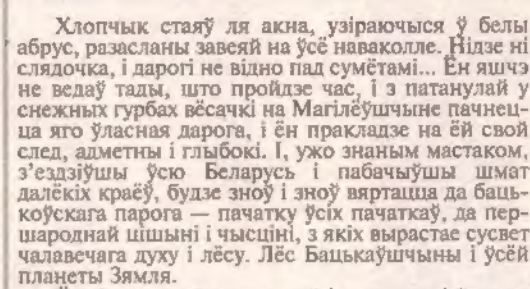 Хлопчык стаяў ля акна, узіраючыся ў белы
абрус, разасланы завеяй на ўсё наваколле. Нідзе ні
слядочка, і дарогі не відно пад сумётамі... Ён яшчэ
не ведаў тады, што пройдзе час, і з патанулай у
снежных гурбах вёсачкі на Магілёўшчыне пачнец-
ца яго ўласная дарога, і ён пракладзе на ёй свой
след, адметны і глыбокі. І, ужо знаным мастаком,
з’ездзіўшы ўсю Беларусь і пабачыўшы шмат
далёкіх краёў, будзе зноў і зноў вяртацца да баць-
коўскага парога — пачатку ўсіх пачаткаў, да пер-
шароднай цішыні і чысціні, з якіх вырастае сусвет
чалавечага духу і лёсу. Лёс Бацькаўшчыны і ўсёй
планеты Зямля.